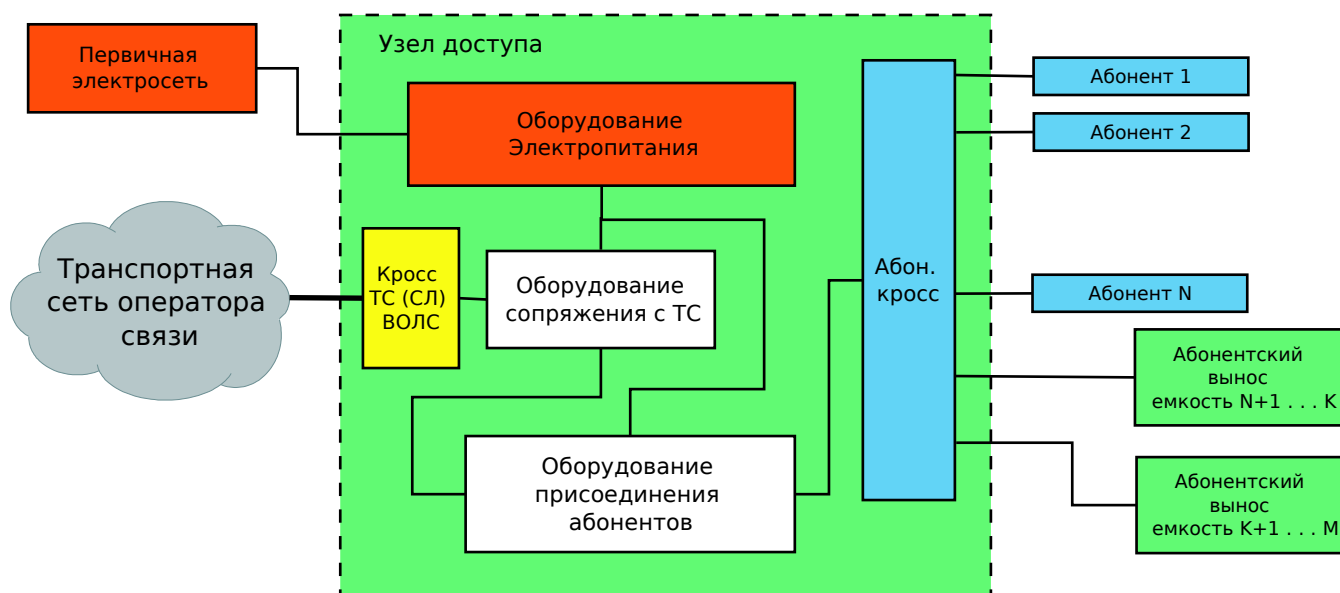 Узел доступа
Первичная
электросеть
Оборудование
Электропитания
Абонент 1
Абонент 2
Транспортная
сеть оператора
связи
Кросс
ТС (СЛ)
ВОЛС
Оборудование
сопряжения с ТС
Абон.
кросс
Абонент N
Абонентский
вынос
емкость N+1 . . . K
Оборудование
присоединения
абонентов
Абонентский
вынос
емкость K+1 . . . M